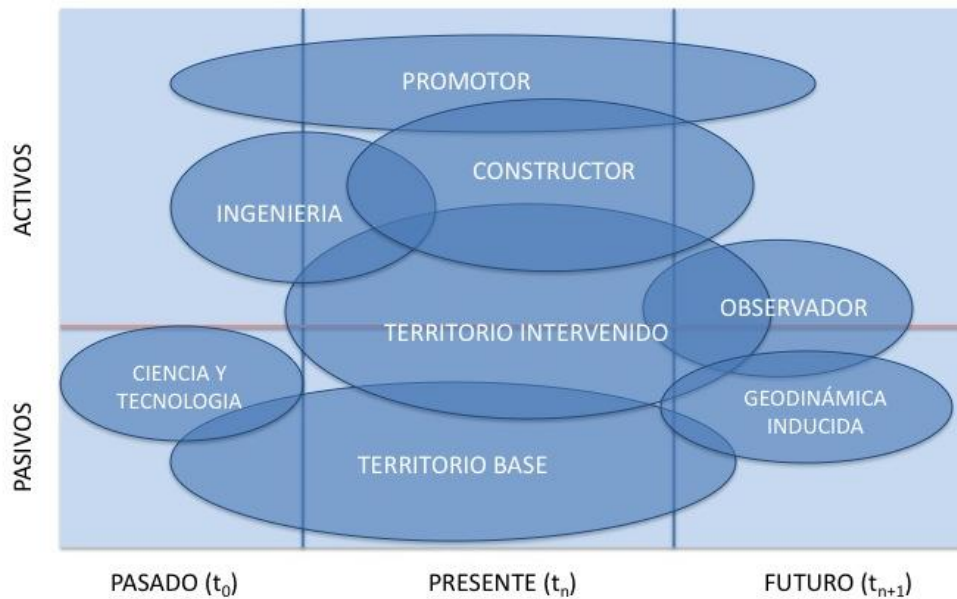 PROMOTOR
CONSTRUCTOR
INGENIERIA
OBSERVADOR
TERRITORIO INTERVENIDO
CIENCIA Y
TECNOLOGIA
GEODINÁMICA
INDUCIDA
TERRITORIO BASE
ACTIVOS
PASIVOS
PASADO (t0)
PRESENTE (tn)
FUTURO (tn+1)